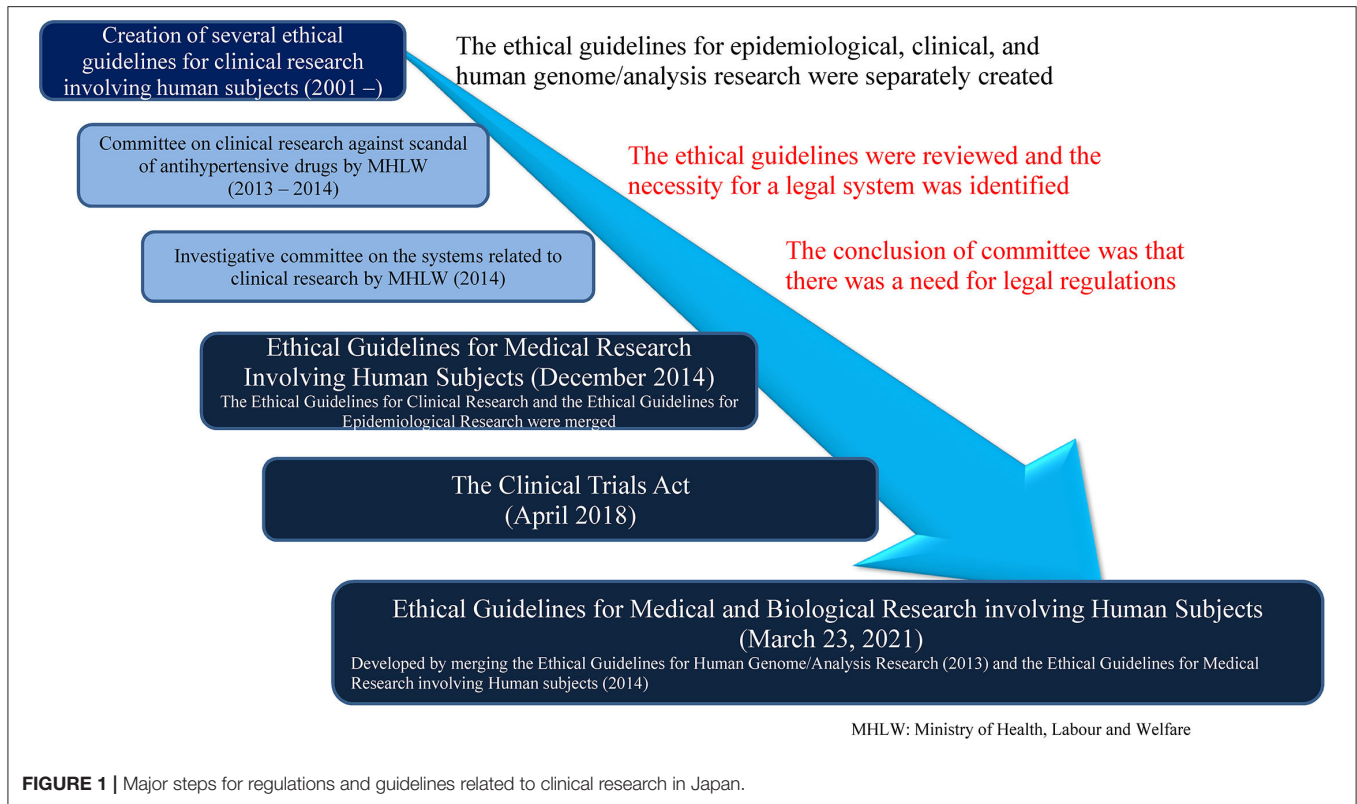 Creation of several ethical
guidelines for clinical research
involving human subjects (2001 –)
The ethical guidelines for epidemiological, clinical, and
human genome/analysis research were separately created
Committee on clinical research against scandal
of antihypertensive drugs by MHLW
(2013 – 2014)
The ethical guidelines were reviewed and the
necessity for a legal system was identified
Investigative committee on the systems related to
clinical research by MHLW (2014)
The conclusion of committee was that
there was a need for legal regulations
Ethical Guidelines for Medical Research
Involving Human Subjects (December 2014)
The Ethical Guidelines for Clinical Research and the Ethical Guidelines for
Epidemiological Research were merged
The Clinical Trials Act
(April 2018)
Ethical Guidelines for Medical and Biological Research involving Human Subjects
(March 23, 2021)
Developed by merging the Ethical Guidelines for Human Genome/Analysis Research (2013) and the Ethical Guidelines for Medical
Research involving Human subjects (2014)
MHLW: Ministry of Health, Labour and Welfare
FIGURE 1 | Major steps for regulations and guidelines related to clinical research in Japan.